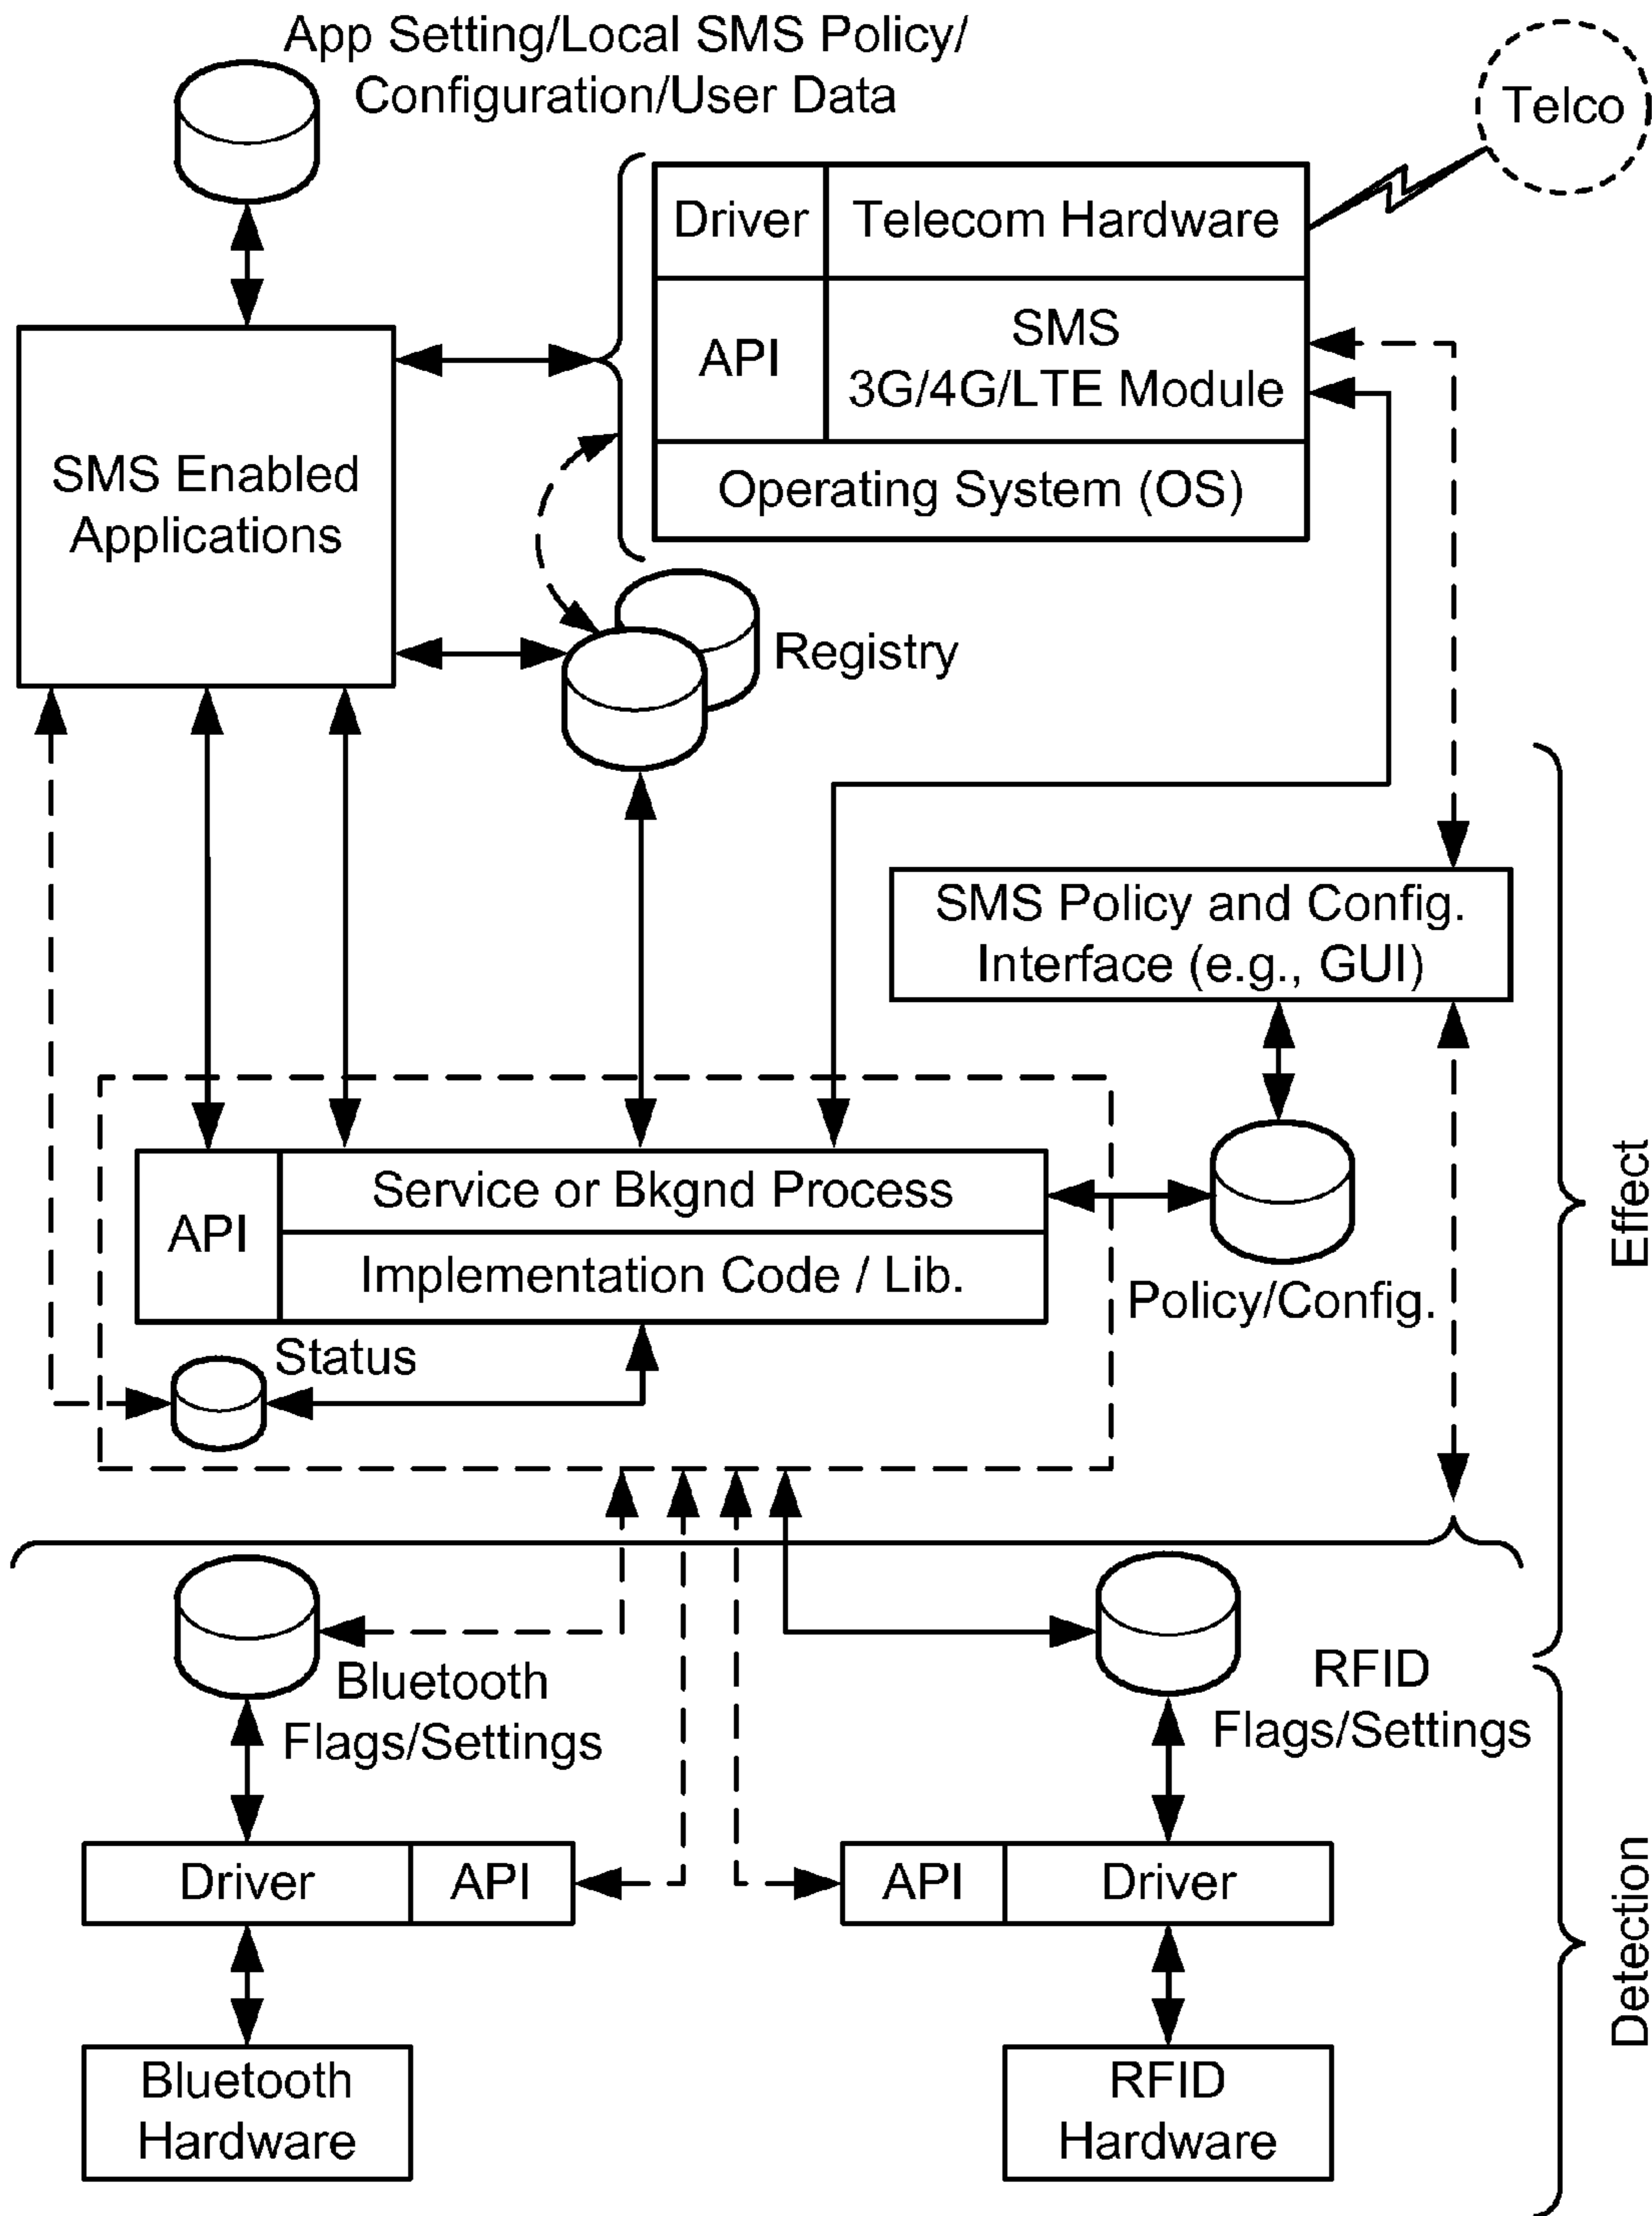 App Setting/Local SMS Policy/
Configuration/User Data
Telco
Driver
Telecom Hardware
API
SMS
3G/4G/LTE Module
Operating System (OS)
SMS Enabled
Applications
Registry
SMS Policy and Config.
Interface (e.g., GUI)
API
Service or Bkgnd Process
Implementation Code / Lib.
Policy/Config.
Status
Effect
Bluetooth
Flags/Settings
RFID
Flags/Settings
Driver
API
API
Driver
Detection
Bluetooth
Hardware
RFID
Hardware